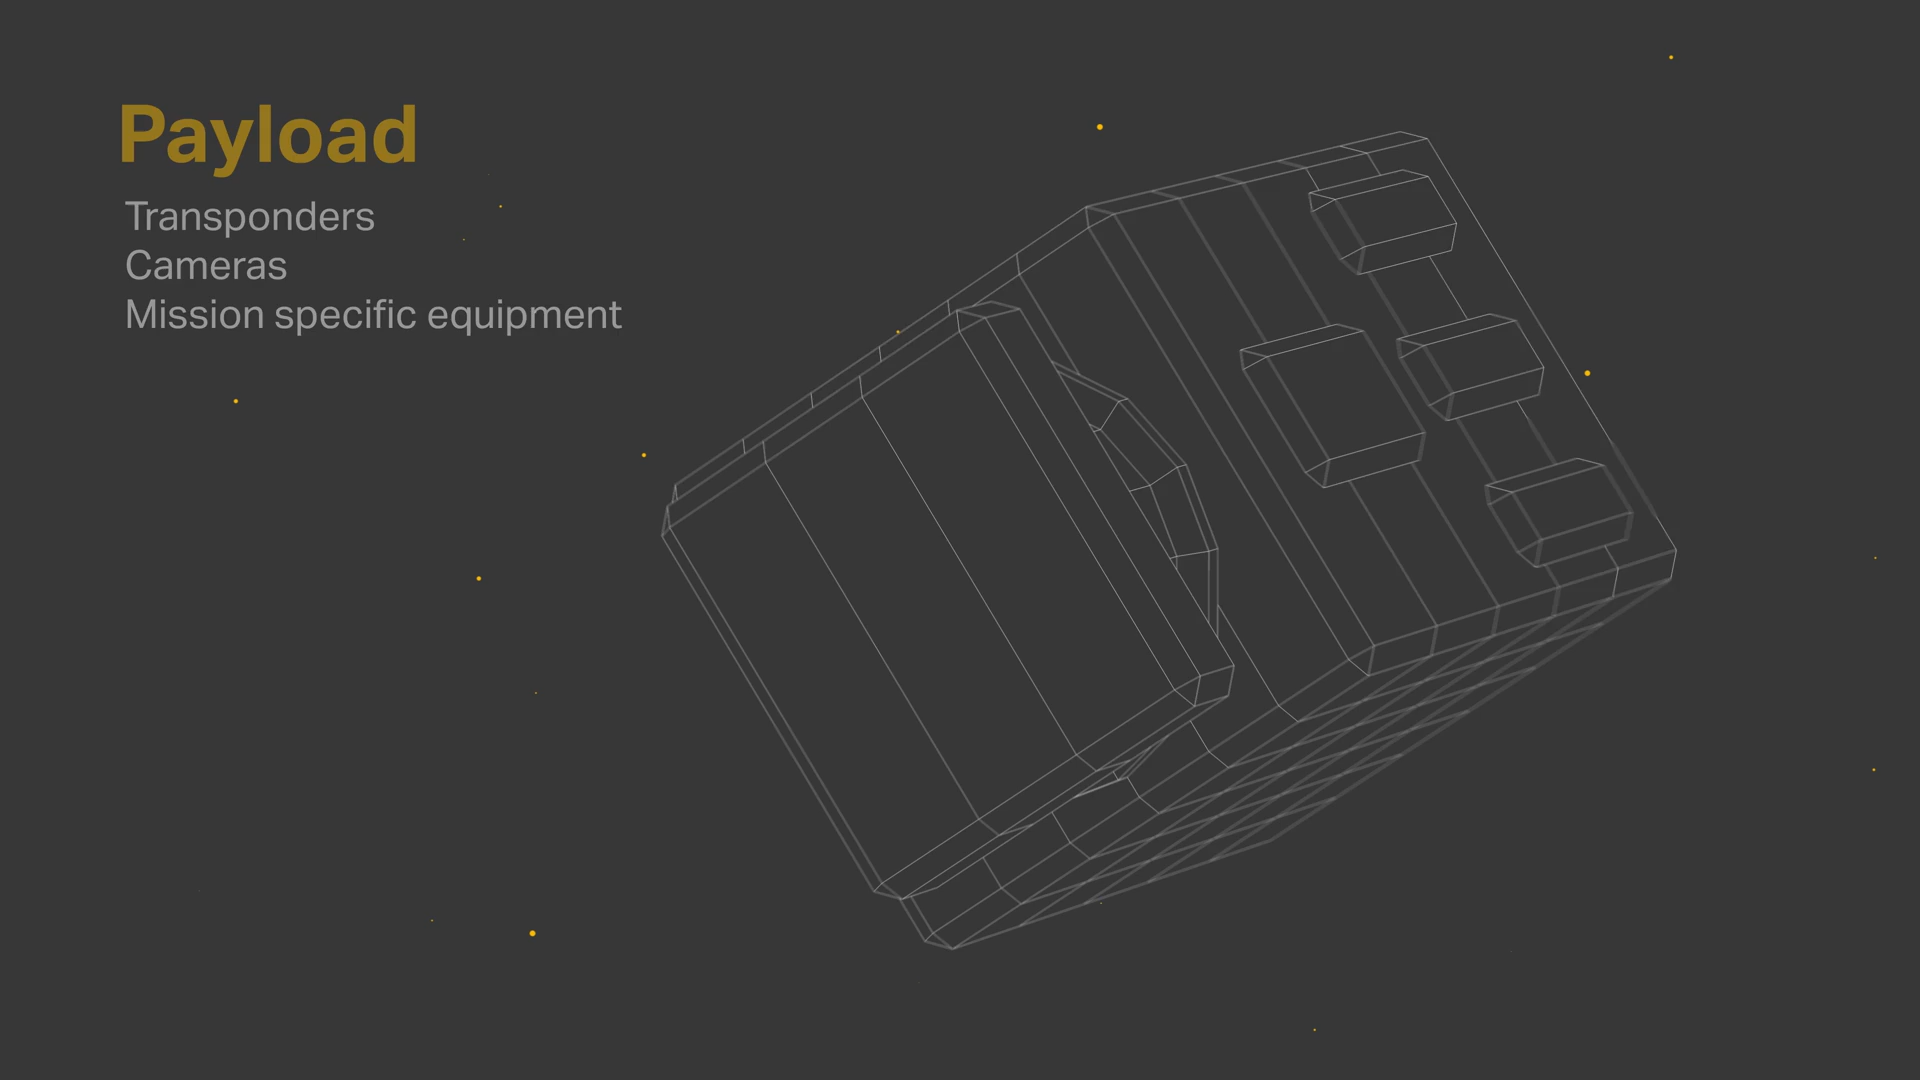 Payload
Transponders
Cameras
Mission specific equipment